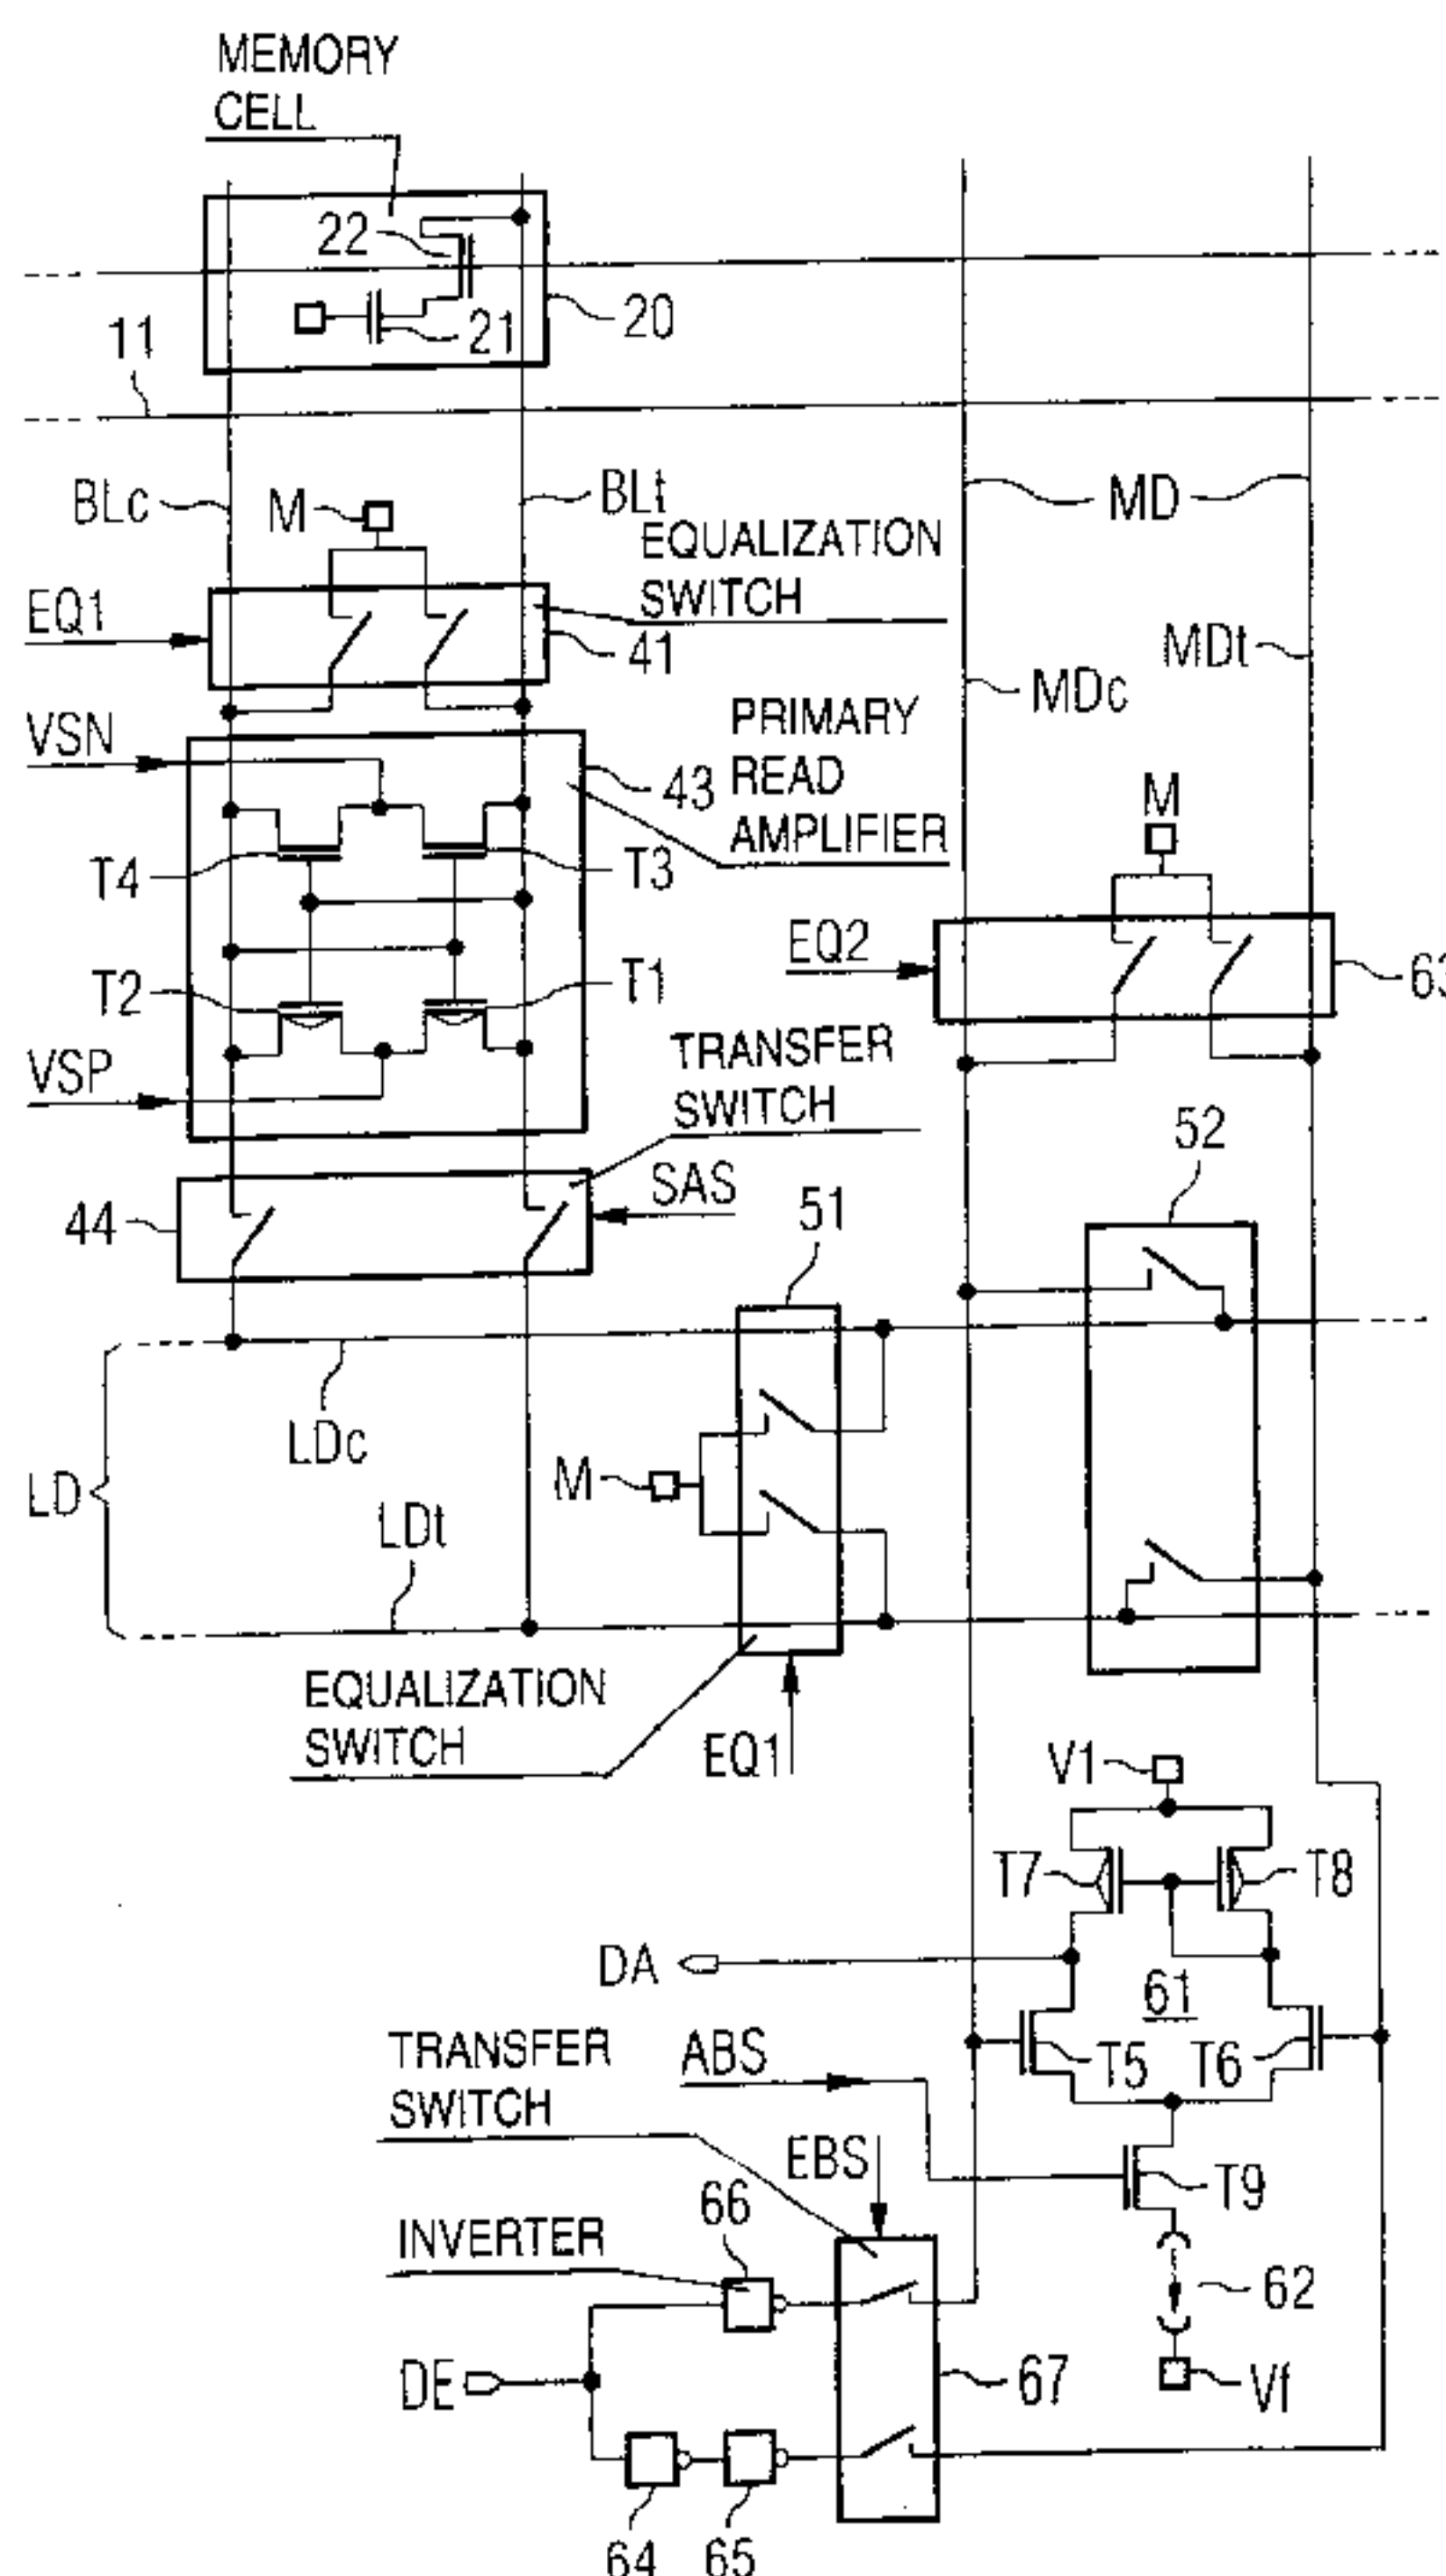 MEMORY
CELL
22
21
20
11
BLc
M
BLt
MD
EQUALIZATION
SWITCH
EQ1
41
MDt
MDc
VSN
PRIMARY
READ
AMPLIFIER
43
M
T4
T3
EQ2
63
T2
T1
VSP
TRANSFER
SWITCH
52
44
SAS
51
LDc
LD
M
LDt
EQUALIZATION
SWITCH
EQ1
V1
T7
T8
DA
61
TRANSFER
SWITCH
ABS
T5
T6
EBS
T9
66
INVERTER
62
DE
67
Vf
64
65